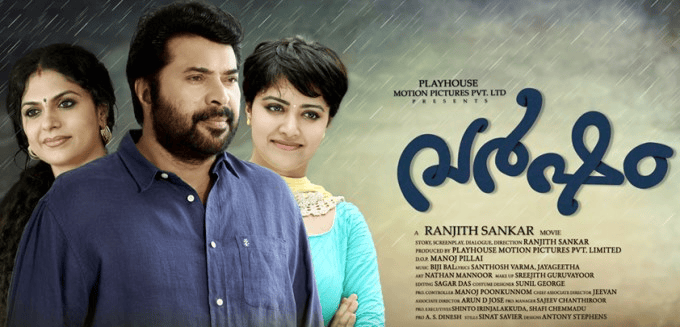 PLAYHOUSE
MOTION PICTURES PVT. LTD
PRESENTS
വർഷം
A RANJITH SANKAR MOVIE
STORY, SCREENPLAY, DIALOGUE, DIRECTION RANJITH SANKAR
PRODUCED BY PLAYHOUSE MOTION PICTURES PVT. LIMITED
D.O.P. MANOJ PILLAI
MUSIC BIJI BAL LYRICS SANTHOSH VARMA, JAYAGEETHA
ART NATHAN MANNOOR MAKE UP SREEJITH GURUVAYOOR
EDITING SAGAR DAS COSTUME DESIGNER SUNIL GEORGE
PRO. CONTROLLER MANOJ POONKUNNOM CHIEF ASSOCIATE DIRECTOR JEEVAN
ASSOCIATE DIRECTOR ARUN D JOSE PRO. MANAGER SAJEEV CHANTHIROOR
PRO. EXECUTIVES SHINTO IRINJALAKKUDA, SHAFI CHEMMADU
PRO A. S. DINESH STILLS SINAT SAVIER DESIGNS ANTONY STEPHENS